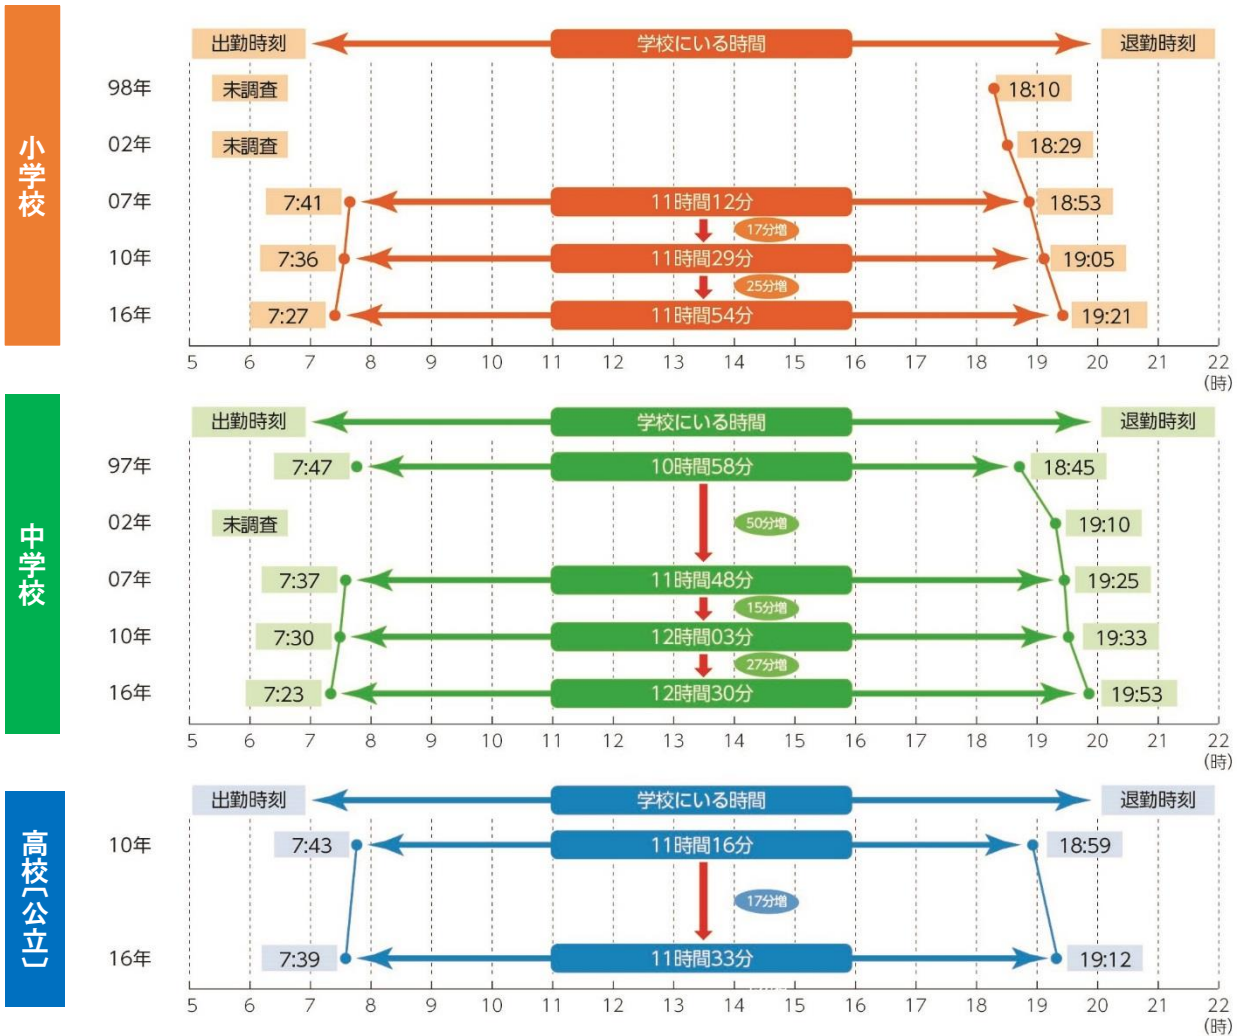 小学校
出勤時刻 学校にいる時間 退勤時刻
98年 未調査 18:10
02年 未調査 18:29
07年 7:41 11時間12分 18:53
17分増
10年 7:36 11時間29分 19:05
25分増
16年 7:27 11時間54分 19:21
5 6 7 8 9 10 11 12 13 14 15 16 17 18 19 20 21 22
(時)
中学校
出勤時刻 学校にいる時間 退勤時刻
97年 7:47 10時間58分 18:45
02年 未調査 50分増 19:10
07年 7:37 11時間48分 19:25
15分増
10年 7:30 12時間03分 19:33
27分増
16年 7:23 12時間30分 19:53
5 6 7 8 9 10 11 12 13 14 15 16 17 18 19 20 21 22
(時)
高校〔公立〕
出勤時刻 学校にいる時間 退勤時刻
10年 7:43 11時間16分 18:59
17分増
16年 7:39 11時間33分 19:12
5 6 7 8 9 10 11 12 13 14 15 16 17 18 19 20 21 22
(時)